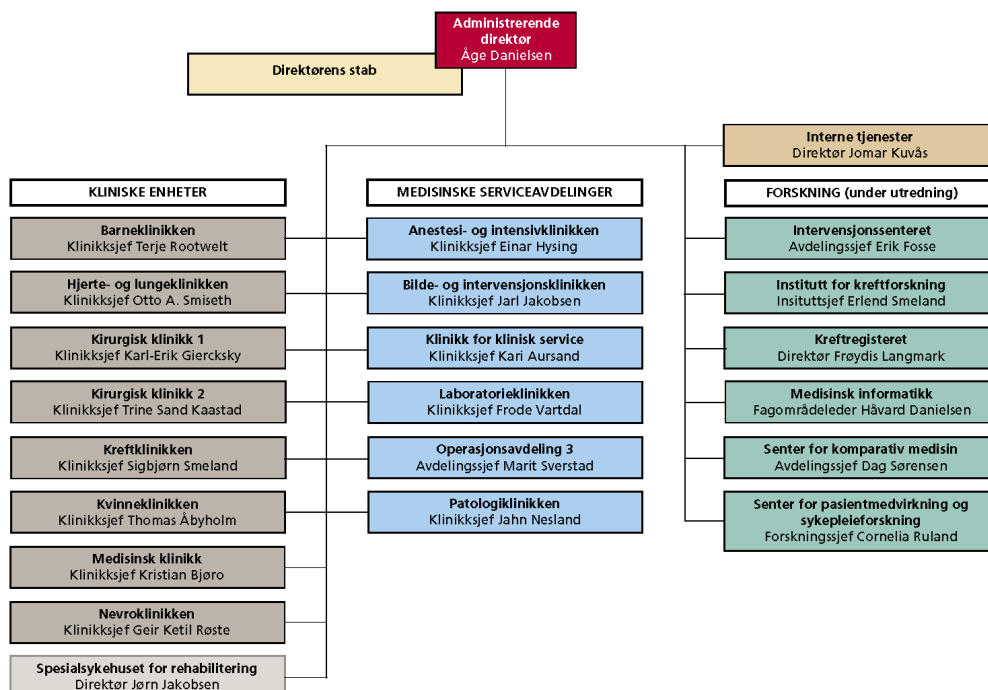 Administrerende
direktør
Åge Danielsen
Direktørens stab
Interne tjenester
Direktør Jomar Kuvås
KLINISKE ENHETER
Barneklinikken
Klinikksjef Terje Rootwelt
Hjerte- og lungeklinikken
Klinikksjef Otto A. Smiseth
Kirurgisk klinikk 1
Klinikksjef Karl-Erik Giercksky
Kirurgisk klinikk 2
Klinikksjef Trine Sand Kaastad
Kreftklinikken
Klinikksjef Sigbjørn Smeland
Kvinneklinikken
Klinikksjef Thomas Åbyholm
Medisinsk klinikk
Klinikksjef Kristian Bjøro
Nevroklinikken
Klinikksjef Geir Ketil Røste
Spesialsykehuset for rehabilitering
Direktør Jørn Jakobsen
MEDISINSKE SERVICEAVDELINGER
Anestesi- og intensivklinikken
Klinikksjef Einar Hysing
Bilde- og intervensjonsklinikken
Klinikksjef Jarl Jakobsen
Klinikk for klinisk service
Klinikksjef Kari Aursand
Laboratorieklinikken
Klinikksjef Frode Vartdal
Operasjonsavdeling 3
Avdelingssjef Marit Sverstad
Patologiklinikken
Klinikksjef Jahn Nesland
FORSKNING (under utredning)
Intervensjonssenteret
Avdelingssjef Erik Fosse
Institutt for kreftforskning
Insituttsjef Erlend Smeland
Kreftregisteret
Direktør Frøydis Langmark
Medisinsk informatikk
Fagområdeleder Håvard Danielsen
Senter for komparativ medisin
Avdelingssjef Dag Sørensen
Senter for pasientmedvirkning og
sykepleieforskning
Forskningssjef Cornelia Ruland